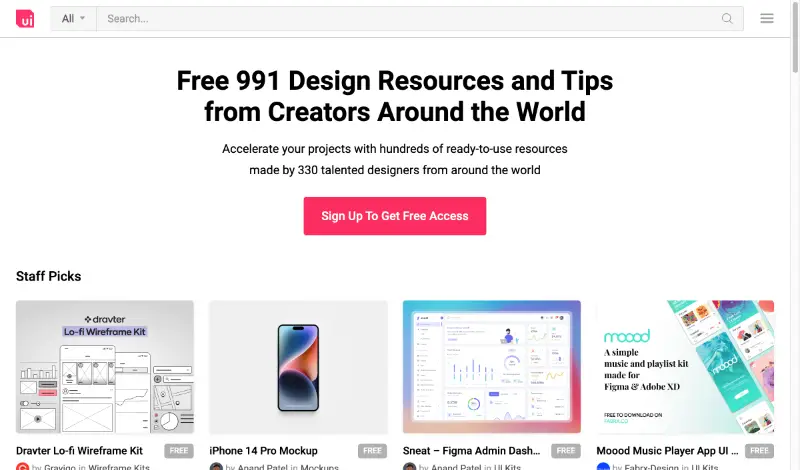 ui
All
Search...
Free 991 Design Resources and Tips
from Creators Around the World
Accelerate your projects with hundreds of ready-to-use resources
made by 330 talented designers from around the world
Sign Up To Get Free Access
Staff Picks
dravter
Lo-fi Wireframe Kit
moood
A simple
music and playlist kit
made for
Figma & Adobe XD
FREE TO DOWNLOAD ON
FABRX.CO
Dravter Lo-fi Wireframe Kit FREE
iPhone 14 Pro Mockup FREE
Sneat – Figma Admin Dash... FREE
Moood Music Player App UI ... FREE
by Gravigo in Wireframe Kits
by Anand Patel in Mockups
by Anand Patel in UI Kits
by Fabrx-Design in UI Kits